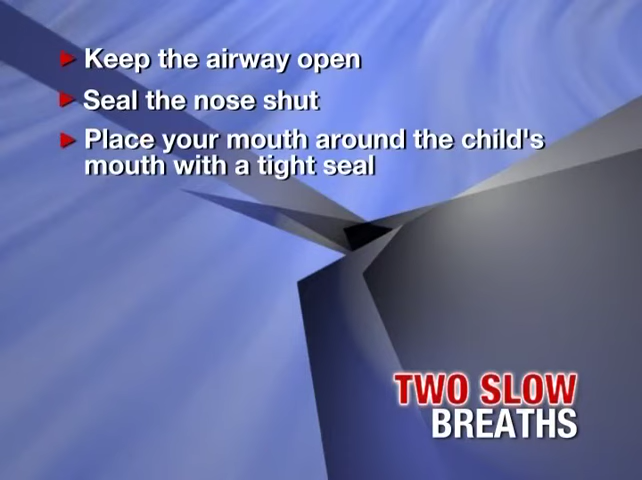 Keep the airway open
Seal the nose shut
Place your mouth around the child's
mouth with a tight seal
TWO SLOW
BREATHS